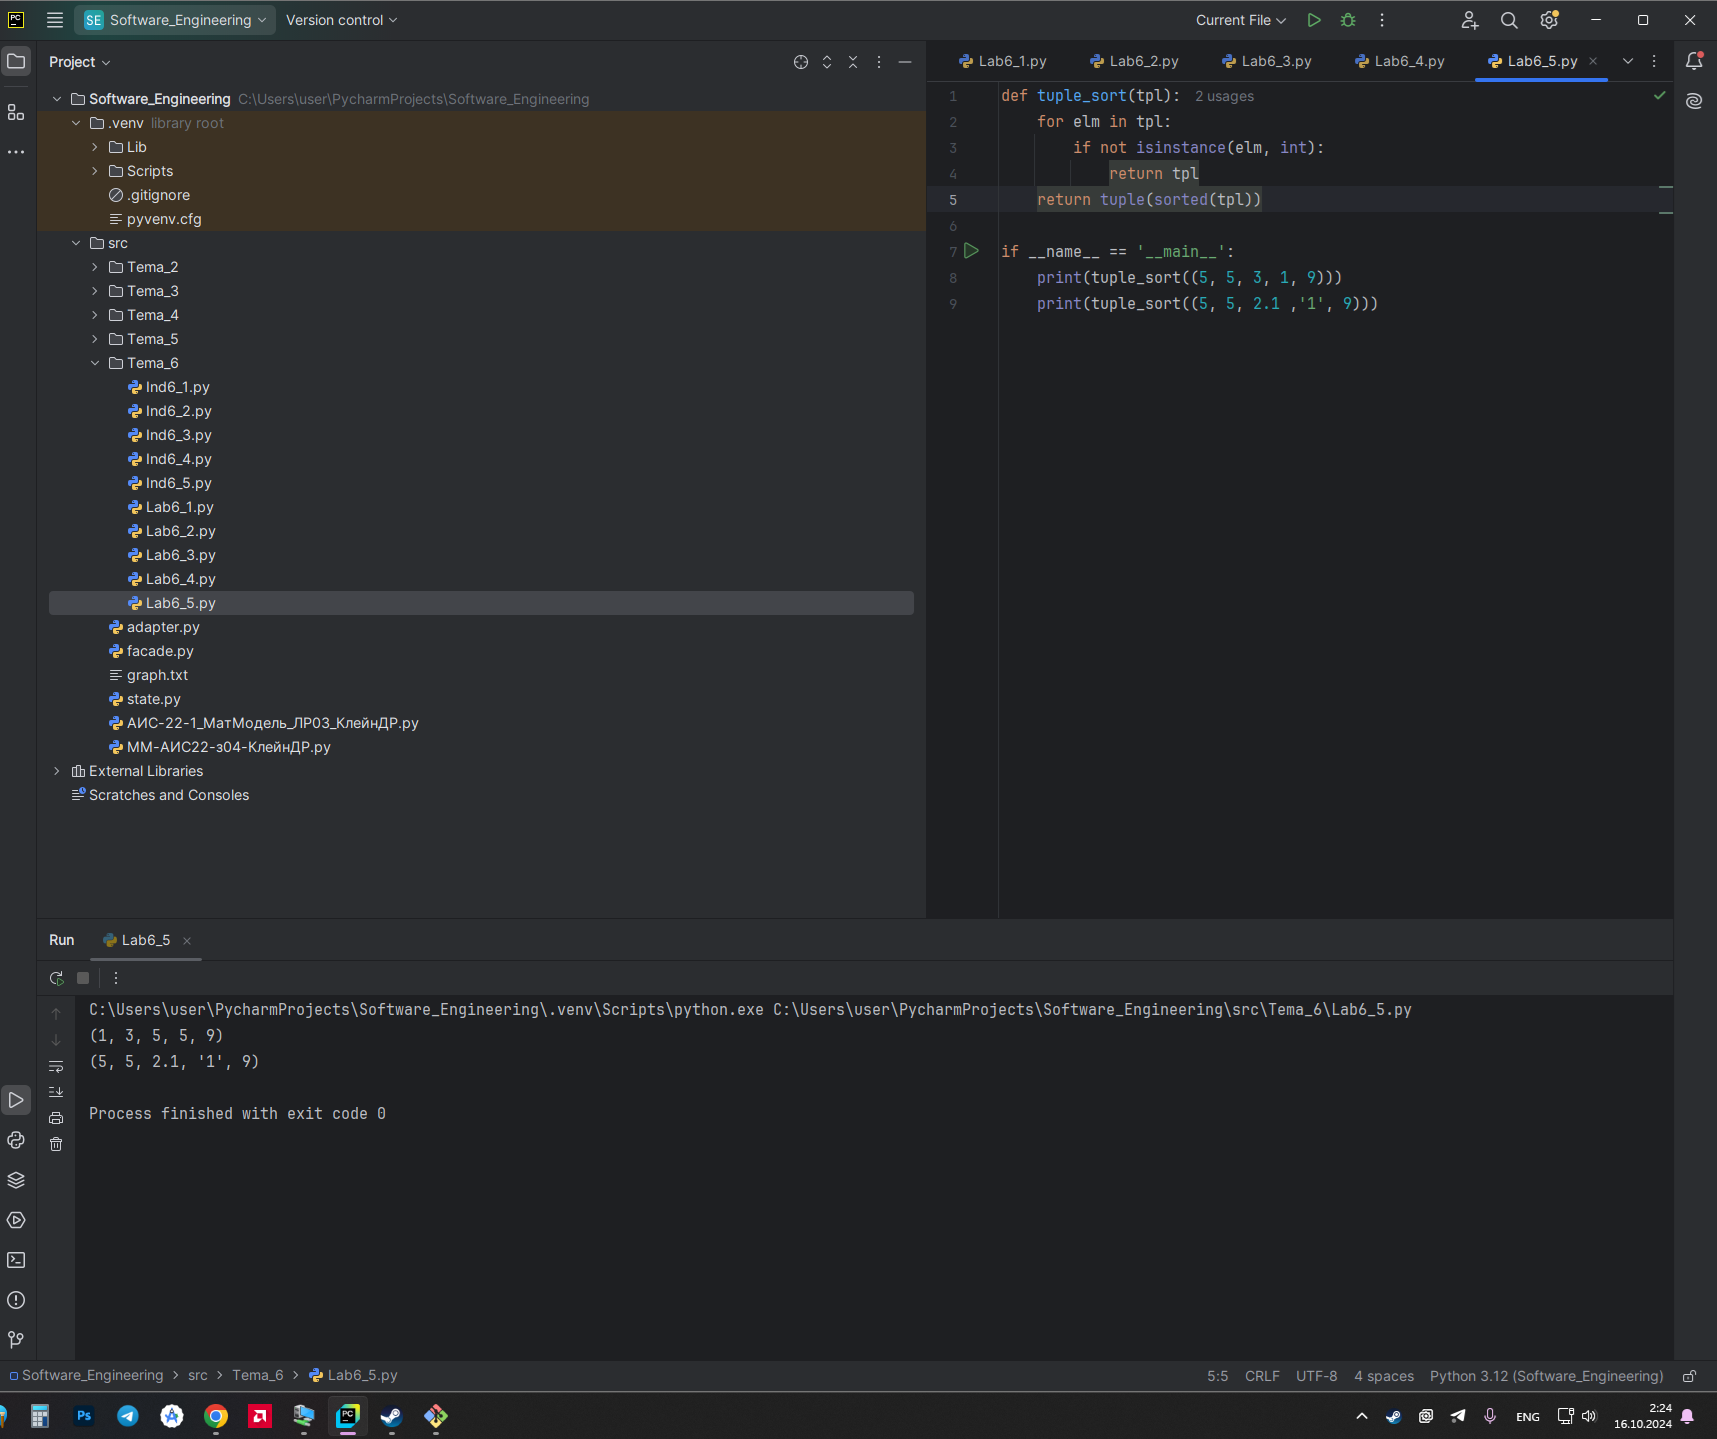 PC
SE Software_Engineering Version control Current File
Project
Software_Engineering C:\Users\user\PycharmProjects\Software_Engineering
.venv library root
Lib
Scripts
.gitignore
pyvenv.cfg
src
Tema_2
Tema_3
Tema_4
Tema_5
Tema_6
Ind6_1.py
Ind6_2.py
Ind6_3.py
Ind6_4.py
Ind6_5.py
Lab6_1.py
Lab6_2.py
Lab6_3.py
Lab6_4.py
Lab6_5.py
adapter.py
facade.py
graph.txt
state.py
АИС-22-1_МатМодель_ЛР03_КлейнДР.py
ММ-АИС22-з04-КлейнДР.py
External Libraries
Scratches and Consoles
Lab6_1.py Lab6_2.py Lab6_3.py Lab6_4.py Lab6_5.py
1 def tuple_sort(tpl): 2 usages
2 for elm in tpl:
3 if not isinstance(elm, int):
4 return tpl
5 return tuple(sorted(tpl))
6
7 if __name__ == '__main__':
8 print(tuple_sort((5, 5, 3, 1, 9)))
9 print(tuple_sort((5, 5, 2.1 ,'1', 9)))
Run Lab6_5
C:\Users\user\PycharmProjects\Software_Engineering\.venv\Scripts\python.exe C:\Users\user\PycharmProjects\Software_Engineering\src\Tema_6\Lab6_5.py
(1, 3, 5, 5, 9)
(5, 5, 2.1, '1', 9)
Process finished with exit code 0
Software_Engineering > src > Tema_6 > Lab6_5.py 5:5 CRLF UTF-8 4 spaces Python 3.12 (Software_Engineering)
Ps PC ENG 2:24
16.10.2024